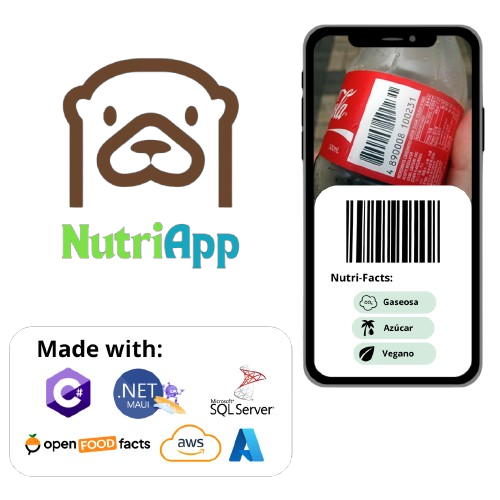 NutriApp
4 890008 100231
Nutri-Facts:
CO₂ Gaseosa
Azúcar
Vegano
Made with:
C#
.NET
MAUI
Microsoft
SQL Server
open FOOD facts
aws